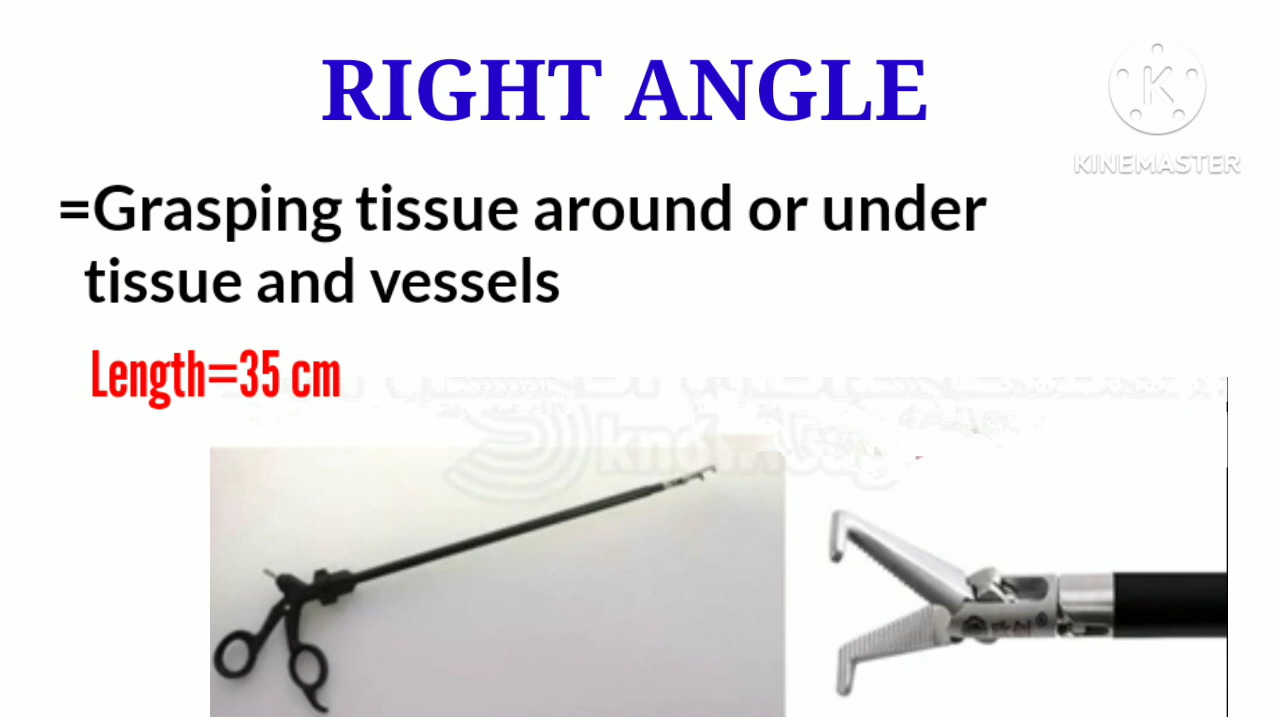 RIGHT ANGLE
KINEMASTER
=Grasping tissue around or under
tissue and vessels
Length=35 cm